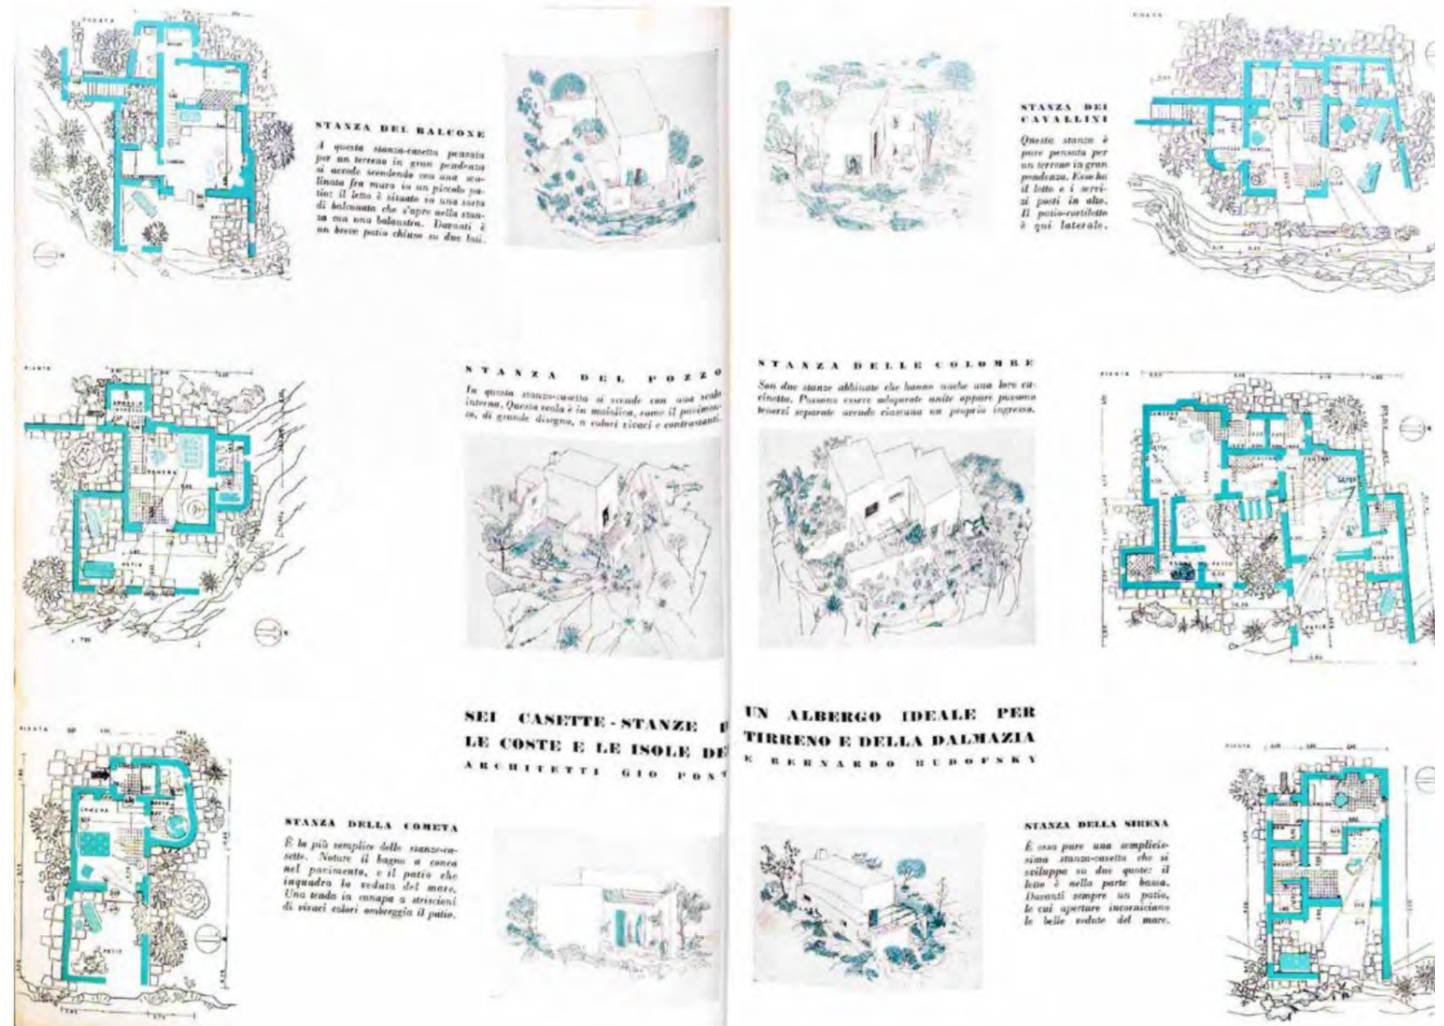 STANZA DEL BALCONE
A questa stanza-casetta pensata
per un terreno in gran pendenza
si accede scendendo con una sca-
linata fra mura in un piccolo pa-
tio: il letto è situato su una sorta
di balconata che s'apre nella stan-
za con una balaustra. Davanti è
un breve patio chiuso su due lati.
STANZA DEI
CAVALLINI
Questa stanza è
pure pensata per
un terreno in gran
pendenza. Essa ha
il letto e i servi-
zi posti in alto.
Il patio-cortiletto
è qui laterale.
STANZA DEL POZZO
In questa stanza-casetta si scende con una scala
interna. Questa scala è in maiolica, come il pavimen-
to, di grande disegno, a colori vivaci e contrastanti.
STANZA DELLE COLOMBE
Son due stanze abbinate che hanno anche una loro cu-
cinetta. Possono essere adoperate unite oppure possono
tenersi separate avendo ciascuna un proprio ingresso.
SEI CASETTE-STANZE D
UN ALBERGO IDEALE PER
LE COSTE E LE ISOLE DE
TIRRENO E DELLA DALMAZIA
ARCHITETTI GIO PONT
E BERNARDO RUDOFSKY
STANZA DELLA COMETA
È la più semplice delle stanze-ca-
sette. Notare il bagno a conca
nel pavimento, e il patio che
inquadra la veduta del mare.
Una tenda in canapa a striscioni
di vivaci colori ombreggia il patio.
STANZA DELLA SIRENA
È essa pure una semplicis-
sima stanza-casetta che si
sviluppa su due quote: il
letto è nella parte bassa.
Davanti sempre un patio,
le cui aperture incorniciano
le belle vedute del mare.
PIANTA
CAMERA
PATIO